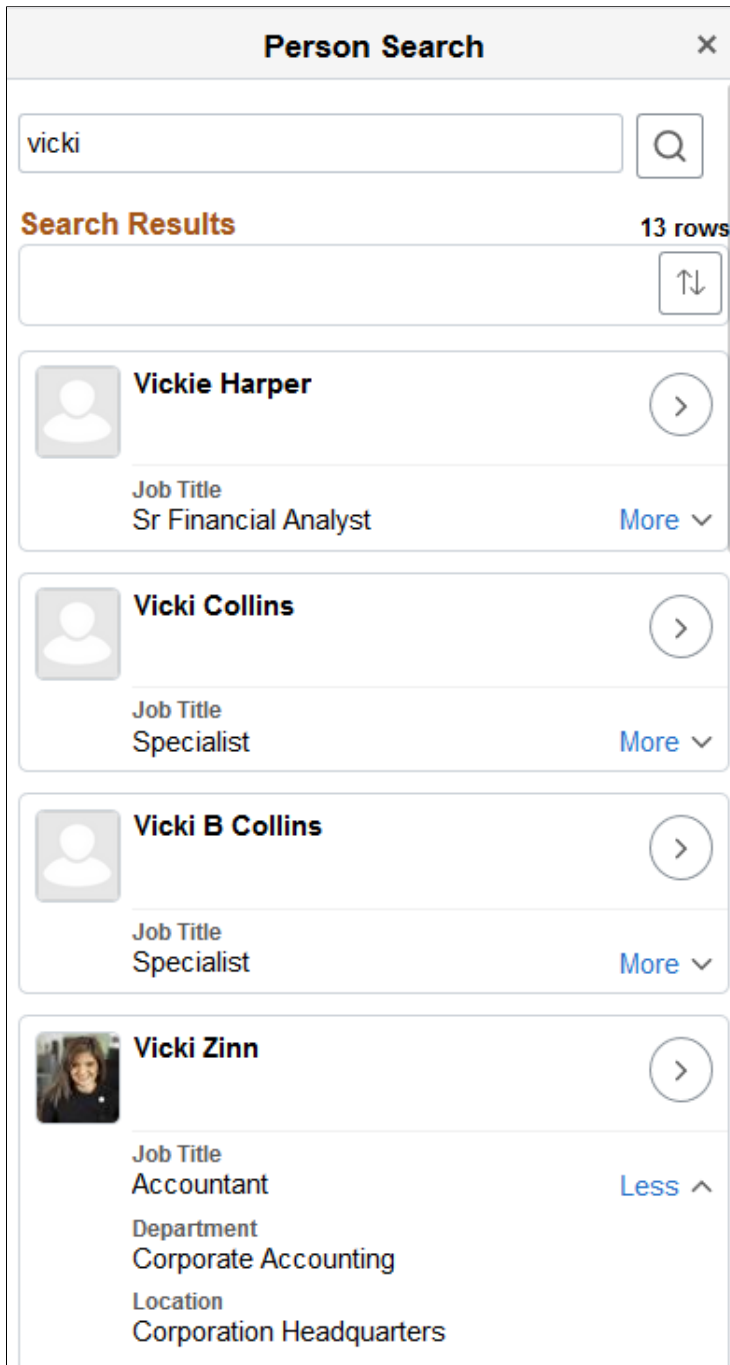 Person Search ×
vicki
Search Results 13 rows
Vickie Harper
Job Title
Sr Financial Analyst More
Vicki Collins
Job Title
Specialist More
Vicki B Collins
Job Title
Specialist More
Vicki Zinn
Job Title
Accountant Less
Department
Corporate Accounting
Location
Corporation Headquarters